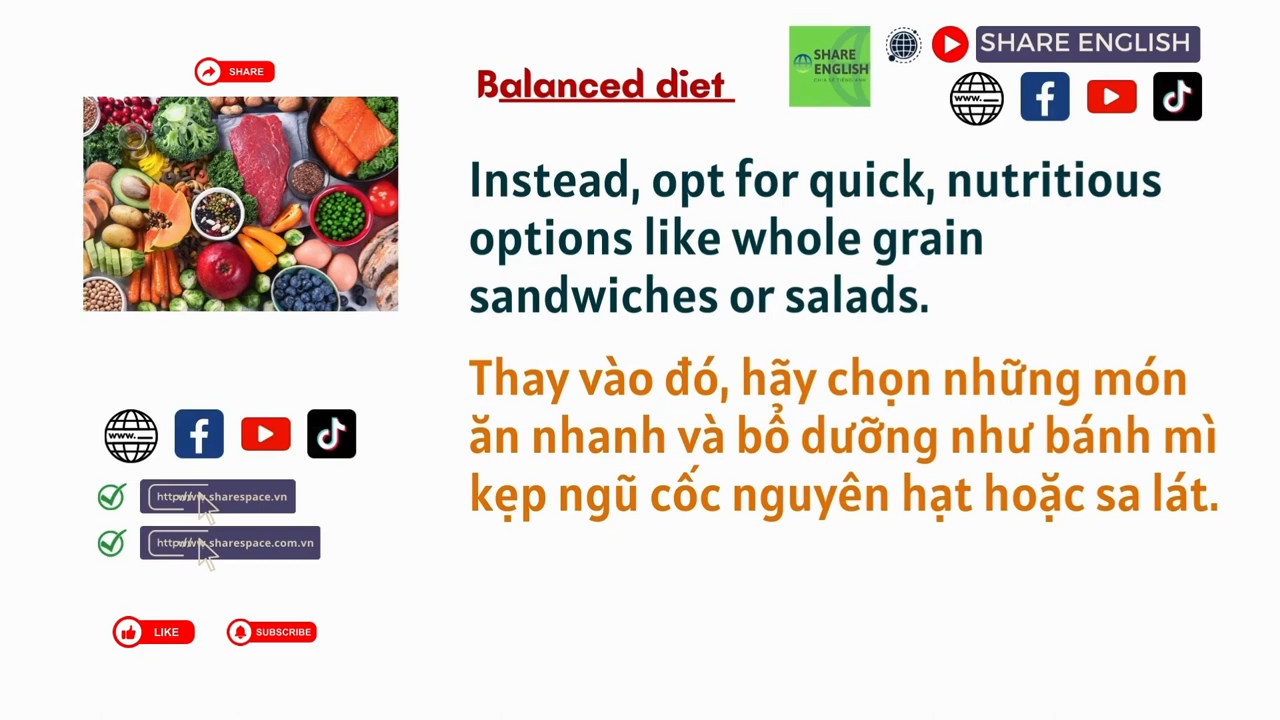 SHARE
Balanced diet
SHARE
ENGLISH
SHARE ENGLISH
www.
Instead, opt for quick, nutritious
options like whole grain
sandwiches or salads.
Thay vào đó, hãy chọn những món
ăn nhanh và bổ dưỡng như bánh mì
kẹp ngũ cốc nguyên hạt hoặc sa lát.
www.
sharespace.vn
sharespace.com.vn
LIKE
SUBSCRIBE